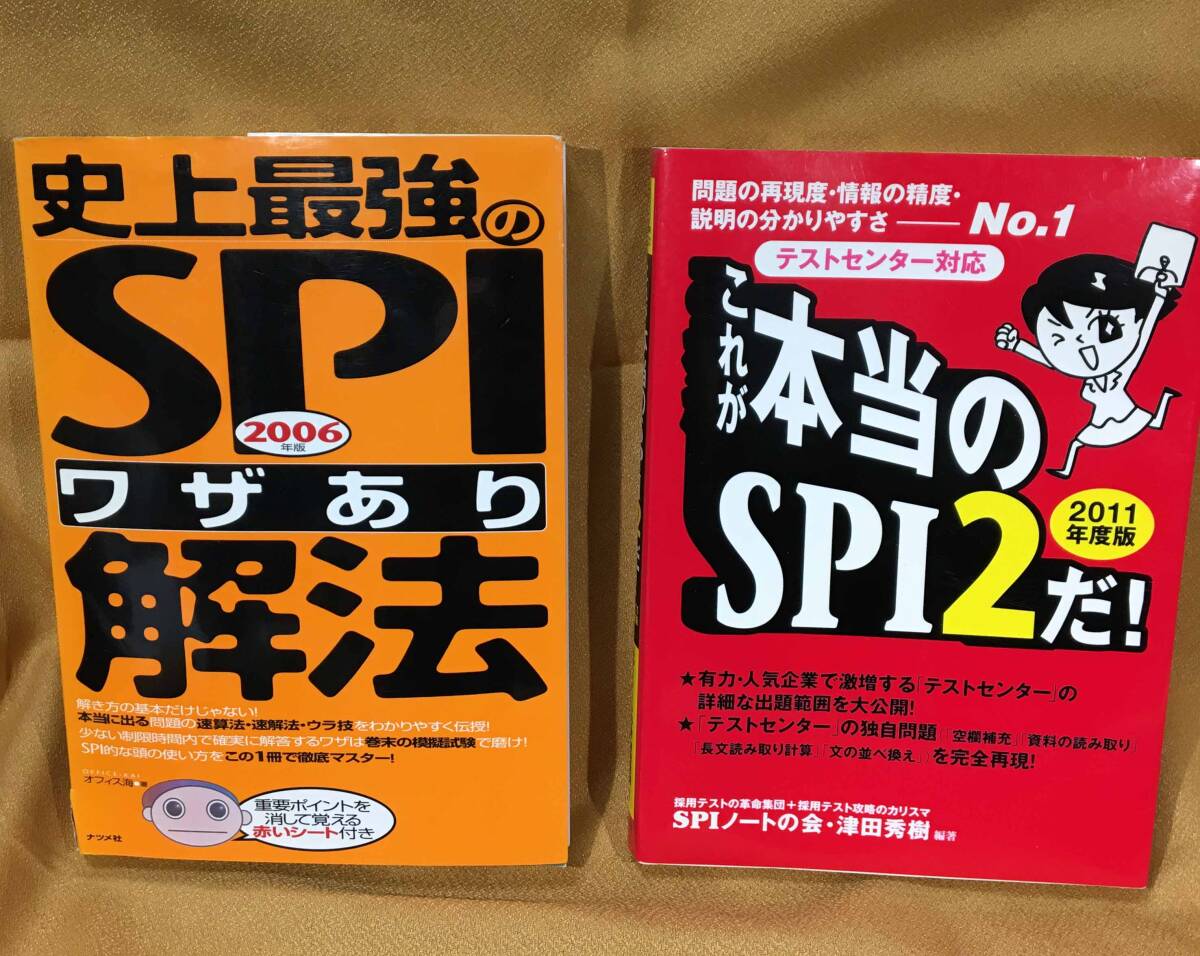 史上最強の
SPI
2006
年版
ワザあり
解法
解き方の基本だけじゃない!
本当に出る問題の速算法・速解法・ウラ技をわかりやすく伝授!
少ない制限時間内で確実に解答するワザは巻末の模擬試験で磨け!
SPI的な頭の使い方をこの1冊で徹底マスター!
OFFICE-KAI
オフィス海●著
重要ポイントを
消して覚える
赤いシート付き
ナツメ社
問題の再現度・情報の精度・
説明の分かりやすさ――No.1
テストセンター対応
これが
本当の
SPI2だ!
2011
年度版
★有力・人気企業で激増する「テストセンター」の
詳細な出題範囲を大公開!
★「テストセンター」の独自問題(「空欄補充」「資料の読み取り」
「長文読み取り計算」「文の並べ換え」)を完全再現!
採用テストの革命集団+採用テスト攻略のカリスマ
SPIノートの会・津田秀樹 編著